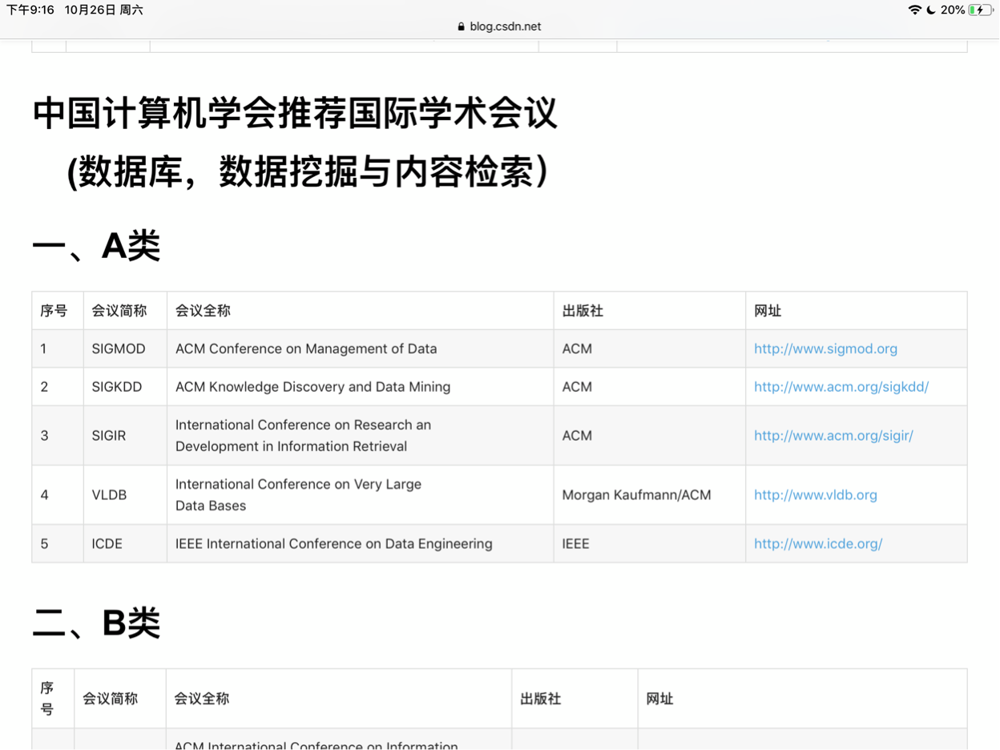 下午9:16 10月26日 周六
20%
blog.csdn.net
中国计算机学会推荐国际学术会议
(数据库，数据挖掘与内容检索）
一、A类
序号 会议简称 会议全称 出版社 网址
1 SIGMOD ACM Conference on Management of Data ACM http://www.sigmod.org
2 SIGKDD ACM Knowledge Discovery and Data Mining ACM http://www.acm.org/sigkdd/
3 SIGIR International Conference on Research an
Development in Information Retrieval ACM http://www.acm.org/sigir/
4 VLDB International Conference on Very Large
Data Bases Morgan Kaufmann/ACM http://www.vldb.org
5 ICDE IEEE International Conference on Data Engineering IEEE http://www.icde.org/
二、B类
序
号 会议简称 会议全称 出版社 网址
ACM International Conference on Information